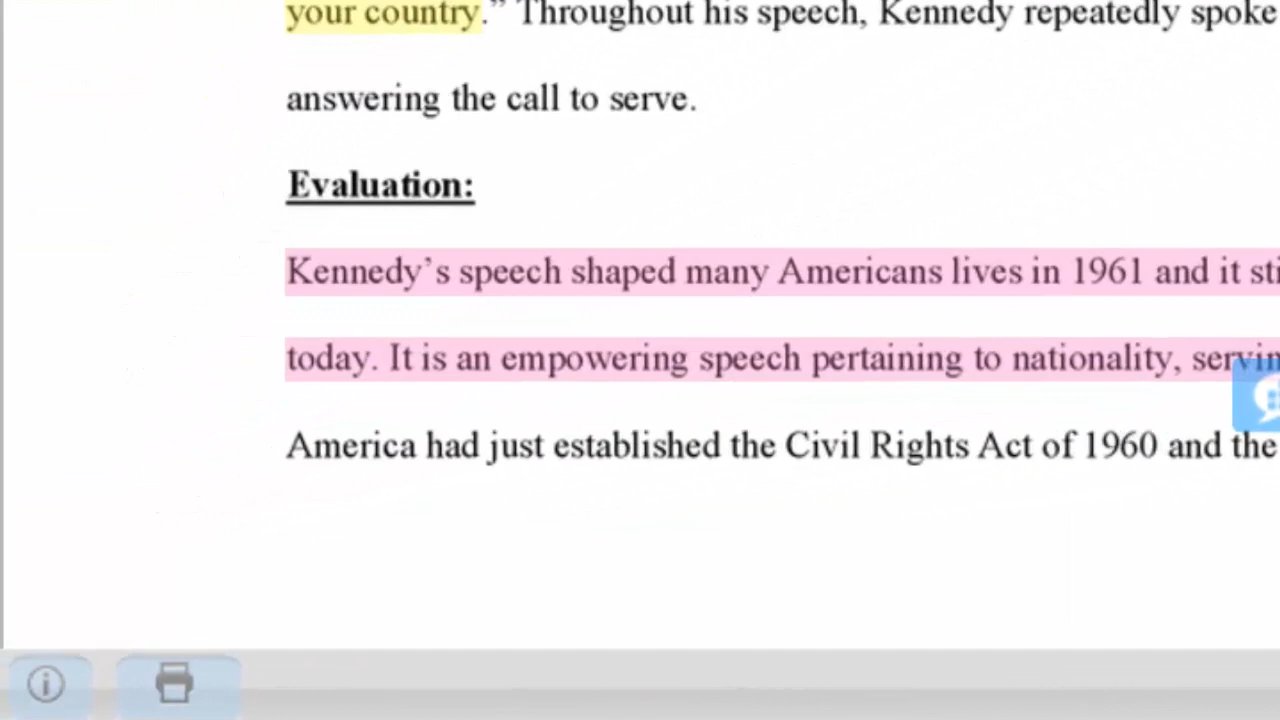 your country.” Throughout his speech, Kennedy repeatedly spoke
answering the call to serve.
Evaluation:
Kennedy’s speech shaped many Americans lives in 1961 and it sti
today. It is an empowering speech pertaining to nationality, servin
America had just established the Civil Rights Act of 1960 and the